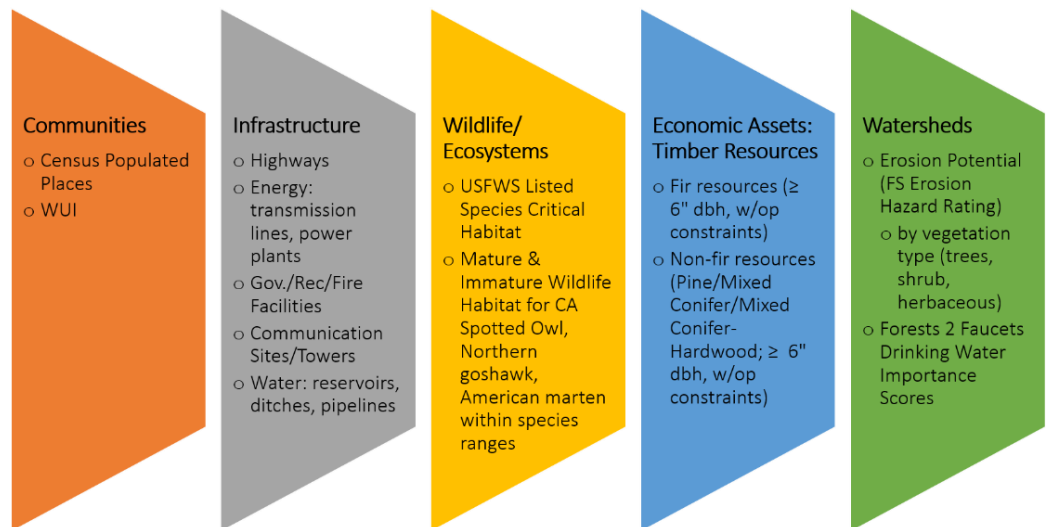 Communities
○ Census Populated
Places
○ WUI
Infrastructure
○ Highways
○ Energy:
transmission
lines, power
plants
○ Gov./Rec/Fire
Facilities
○ Communication
Sites/Towers
○ Water: reservoirs,
ditches, pipelines
Wildlife/
Ecosystems
○ USFWS Listed
Species Critical
Habitat
○ Mature &
Immature Wildlife
Habitat for CA
Spotted Owl,
Northern
goshawk,
American marten
within species
ranges
Economic Assets:
Timber Resources
○ Fir resources (≥
6" dbh, w/op
constraints)
○ Non-fir resources
(Pine/Mixed
Conifer/Mixed
Conifer-
Hardwood; ≥ 6"
dbh, w/op
constraints)
Watersheds
○ Erosion Potential
(FS Erosion
Hazard Rating)
○ by vegetation
type (trees,
shrub,
herbaceous)
○ Forests 2 Faucets
Drinking Water
Importance
Scores